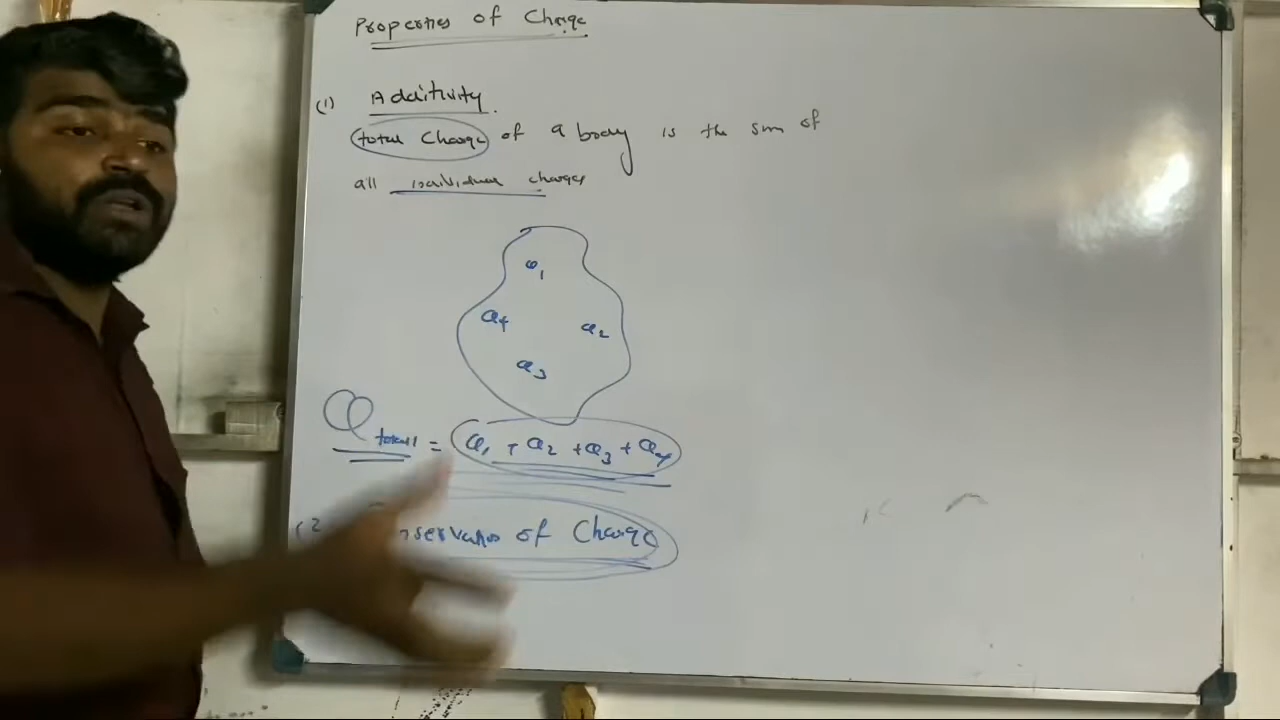 Properties of Charge
(1) Additivity
total Charge of a body is the sum of
all individual charges
Q1
Q4
Q2
Q3
Q total = Q1 + Q2 + Q3 + Q4
(2 of Charge